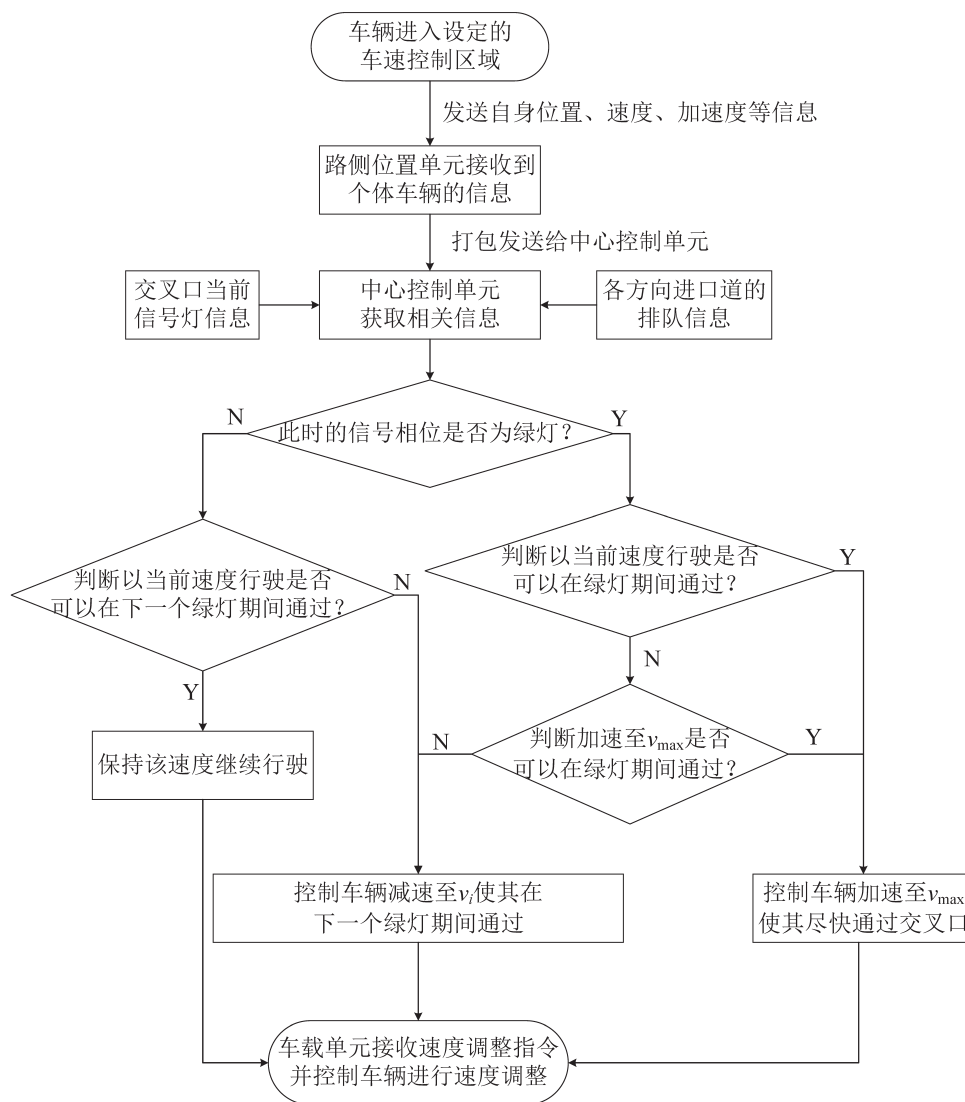 车辆进入设定的
车速控制区域
发送自身位置、速度、加速度等信息
路侧位置单元接收到
个体车辆的信息
打包发送给中心控制单元
交叉口当前
信号灯信息
中心控制单元
获取相关信息
各方向进口道的
排队信息
N
Y
此时的信号相位是否为绿灯?
判断以当前速度行驶是否
可以在下一个绿灯期间通过?
N
判断以当前速度行驶是否
可以在绿灯期间通过?
Y
Y
N
保持该速度继续行驶
N
判断加速至vmax是否
可以在绿灯期间通过?
Y
控制车辆减速至vi使其在
下一个绿灯期间通过
控制车辆加速至vmax
使其尽快通过交叉口
车载单元接收速度调整指令
并控制车辆进行速度调整